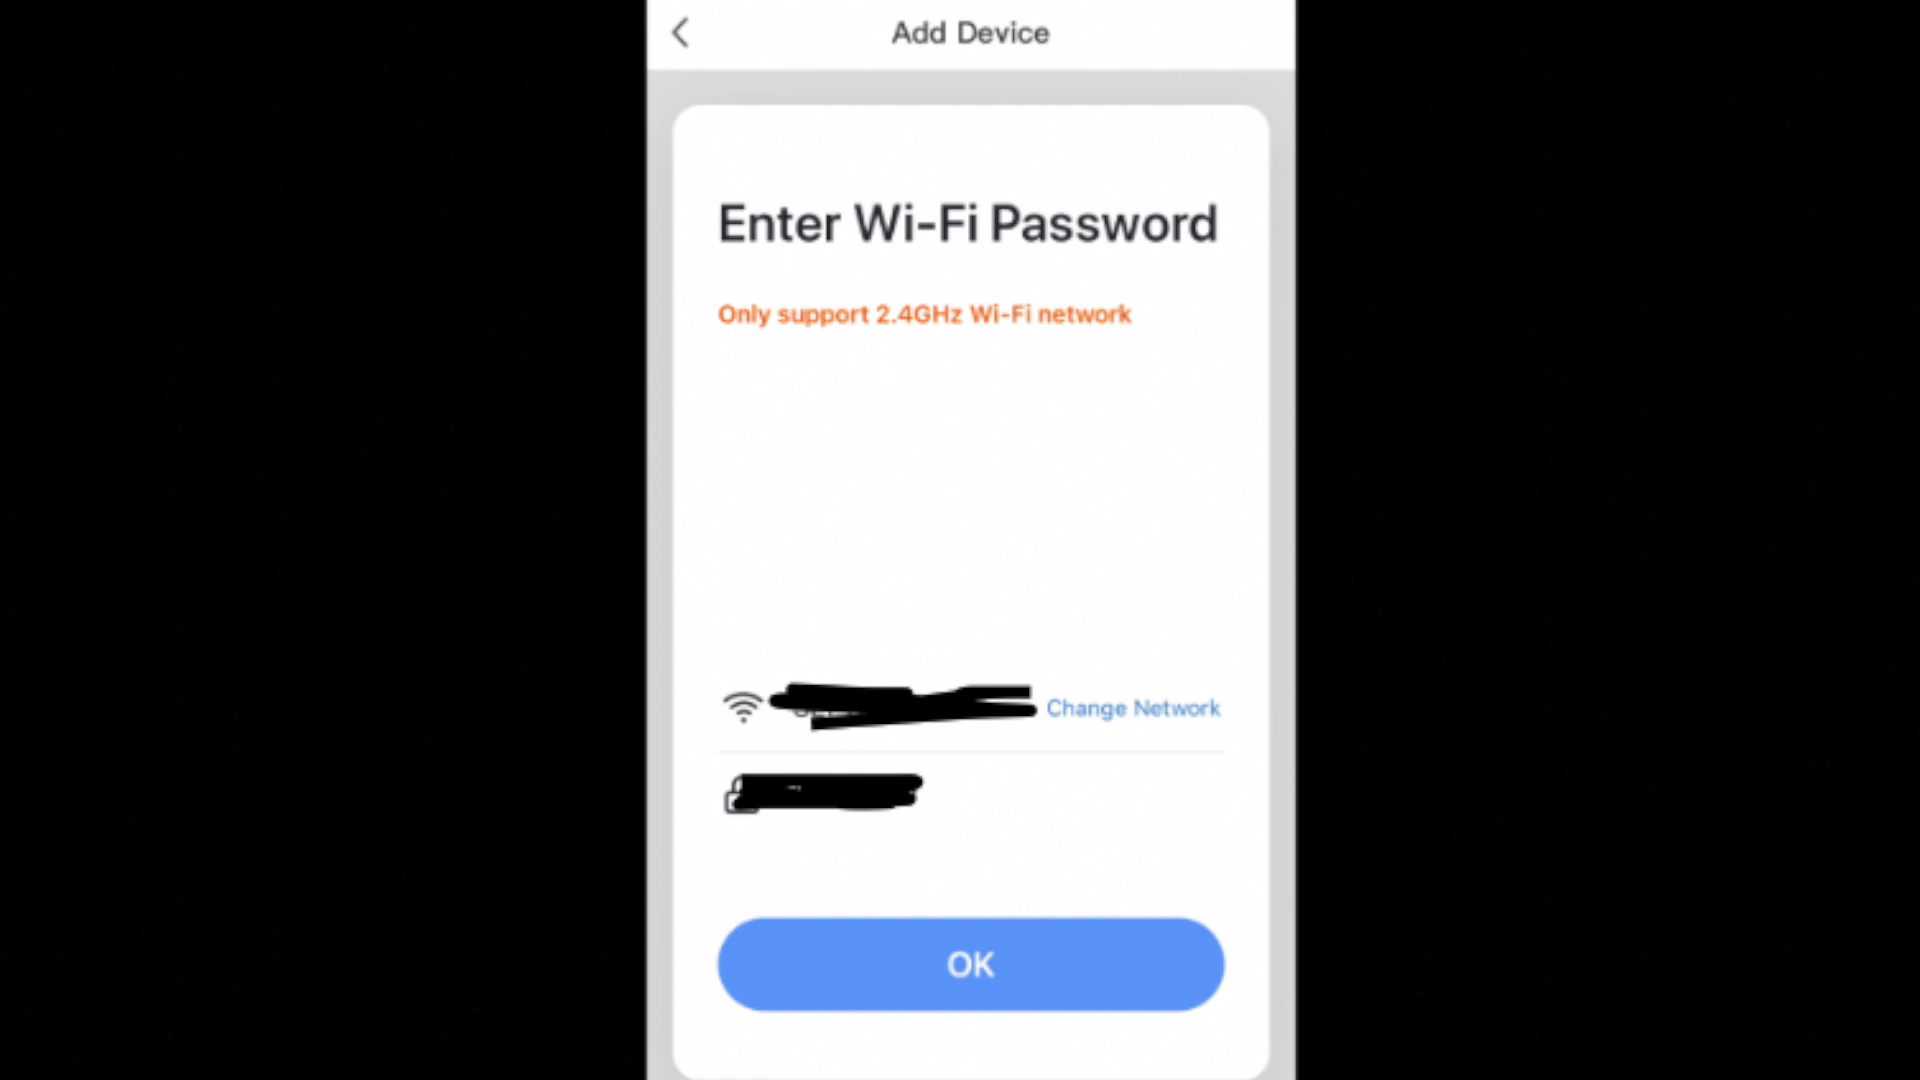 Add Device
Enter Wi-Fi Password
Only support 2.4GHz Wi-Fi network
Change Network
OK